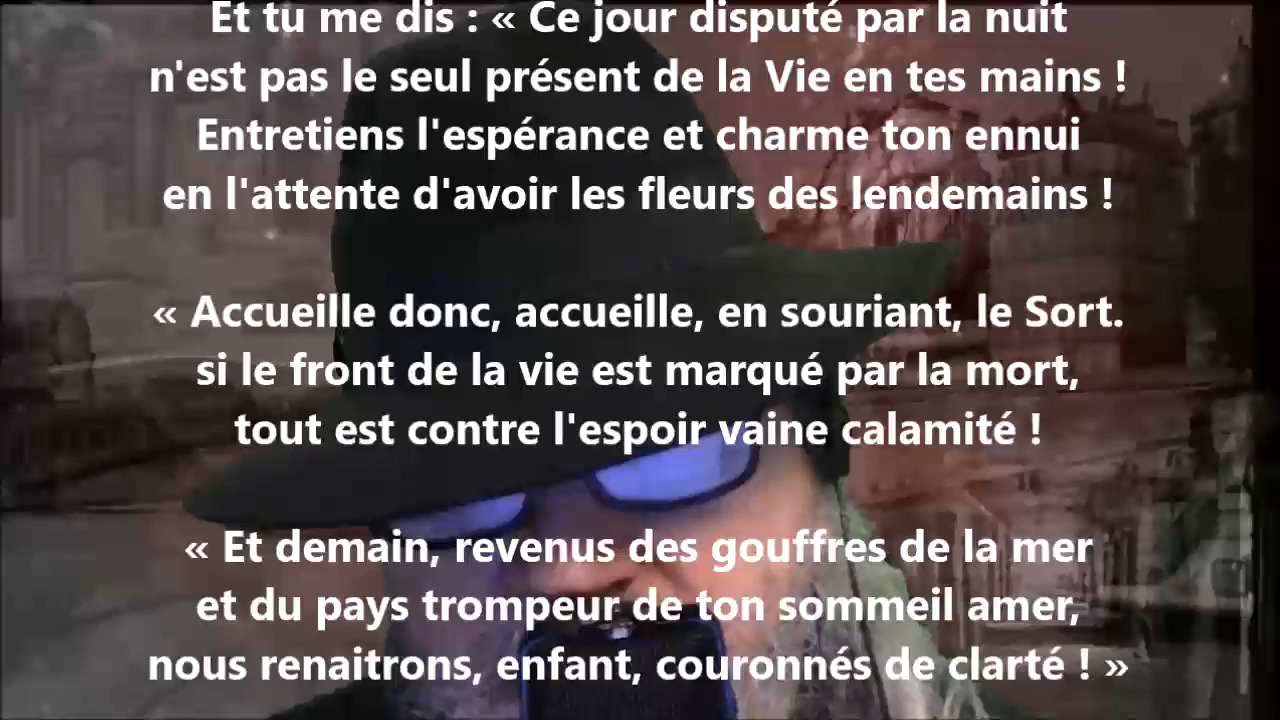 Et tu me dis : « Ce jour disputé par la nuit
n'est pas le seul présent de la Vie en tes mains !
Entretiens l'espérance et charme ton ennui
en l'attente d'avoir les fleurs des lendemains !
« Accueille donc, accueille, en souriant, le Sort.
si le front de la vie est marqué par la mort,
tout est contre l'espoir vaine calamité !
« Et demain, revenus des gouffres de la mer
et du pays trompeur de ton sommeil amer,
nous renaitrons, enfant, couronnés de clarté ! »